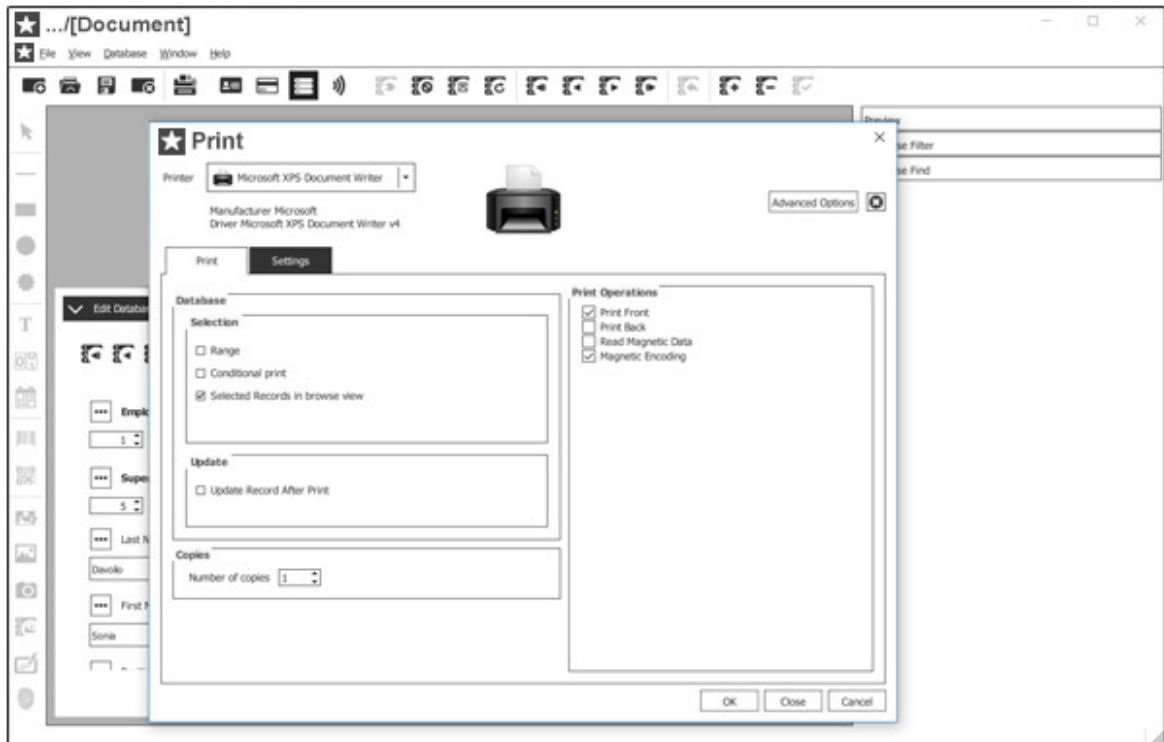 .../[Document]
File View Database Window Help
Print
Printer Microsoft XPS Document Writer
Manufacturer Microsoft
Driver Microsoft XPS Document Writer v4
Advanced Options
Print Settings
Database
Selection
Range
Conditional print
Selected Records in browse view
Update
Update Record After Print
Copies
Number of copies 1
Print Operations
Print Front
Print Back
Read Magnetic Data
Magnetic Encoding
OK Close Cancel
Preview
se Filter
se Find
Edit Databa
Emplo
1
Supe
5
Last N
Davolio
First N
Sonia